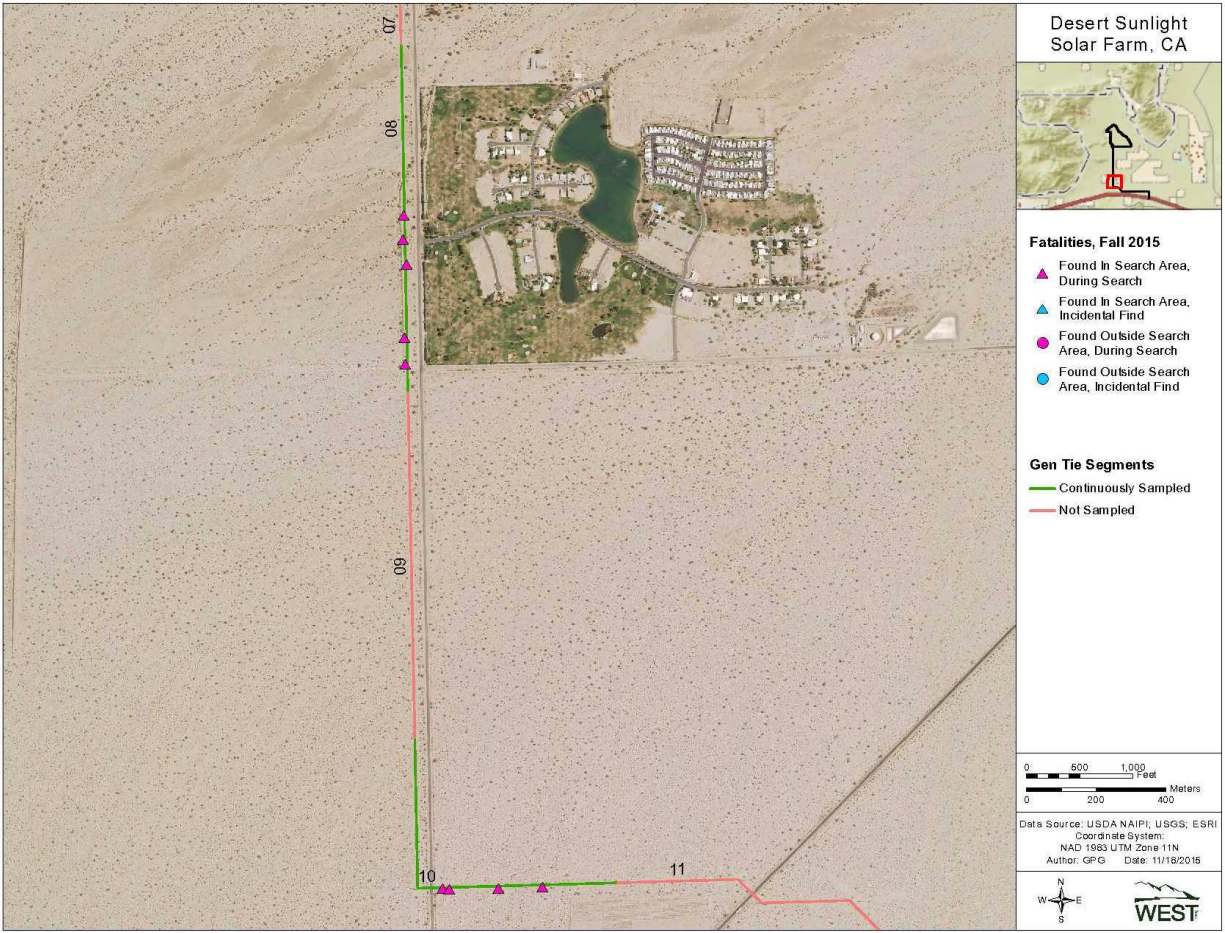 Desert Sunlight
Solar Farm, CA
07
08
09
10
11
Fatalities, Fall 2015
Found In Search Area,
During Search
Found In Search Area,
Incidental Find
Found Outside Search
Area, During Search
Found Outside Search
Area, Incidental Find
Gen Tie Segments
Continuously Sampled
Not Sampled
0 500 1,000
Feet
Meters
0 200 400
Data Source: USDA NAIPI; USGS; ESRI
Coordinate System:
NAD 1983 UTM Zone 11N
Author: GPG Date: 11/18/2015
N
W E
S
WEST